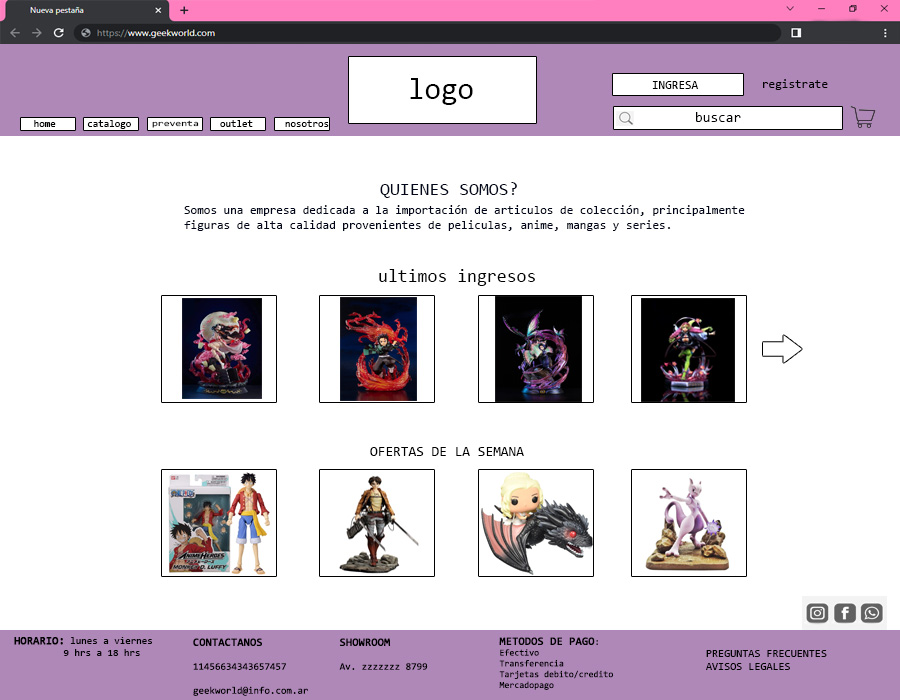 Nueva pestaña
https://www.geekworld.com
logo
INGRESA
registrate
home
catalogo
preventa
outlet
nosotros
buscar
QUIENES SOMOS?
Somos una empresa dedicada a la importación de articulos de colección, principalmente
figuras de alta calidad provenientes de peliculas, anime, mangas y series.
ultimos ingresos
OFERTAS DE LA SEMANA
ANIME HEROES
MONKEY D. LUFFY
HORARIO: lunes a viernes
9 hrs a 18 hrs
CONTACTANOS
11456634343657457
geekworld@info.com.ar
SHOWROOM
Av. zzzzzzz 8799
METODOS DE PAGO:
Efectivo
Transferencia
Tarjetas debito/credito
Mercadopago
PREGUNTAS FRECUENTES
AVISOS LEGALES